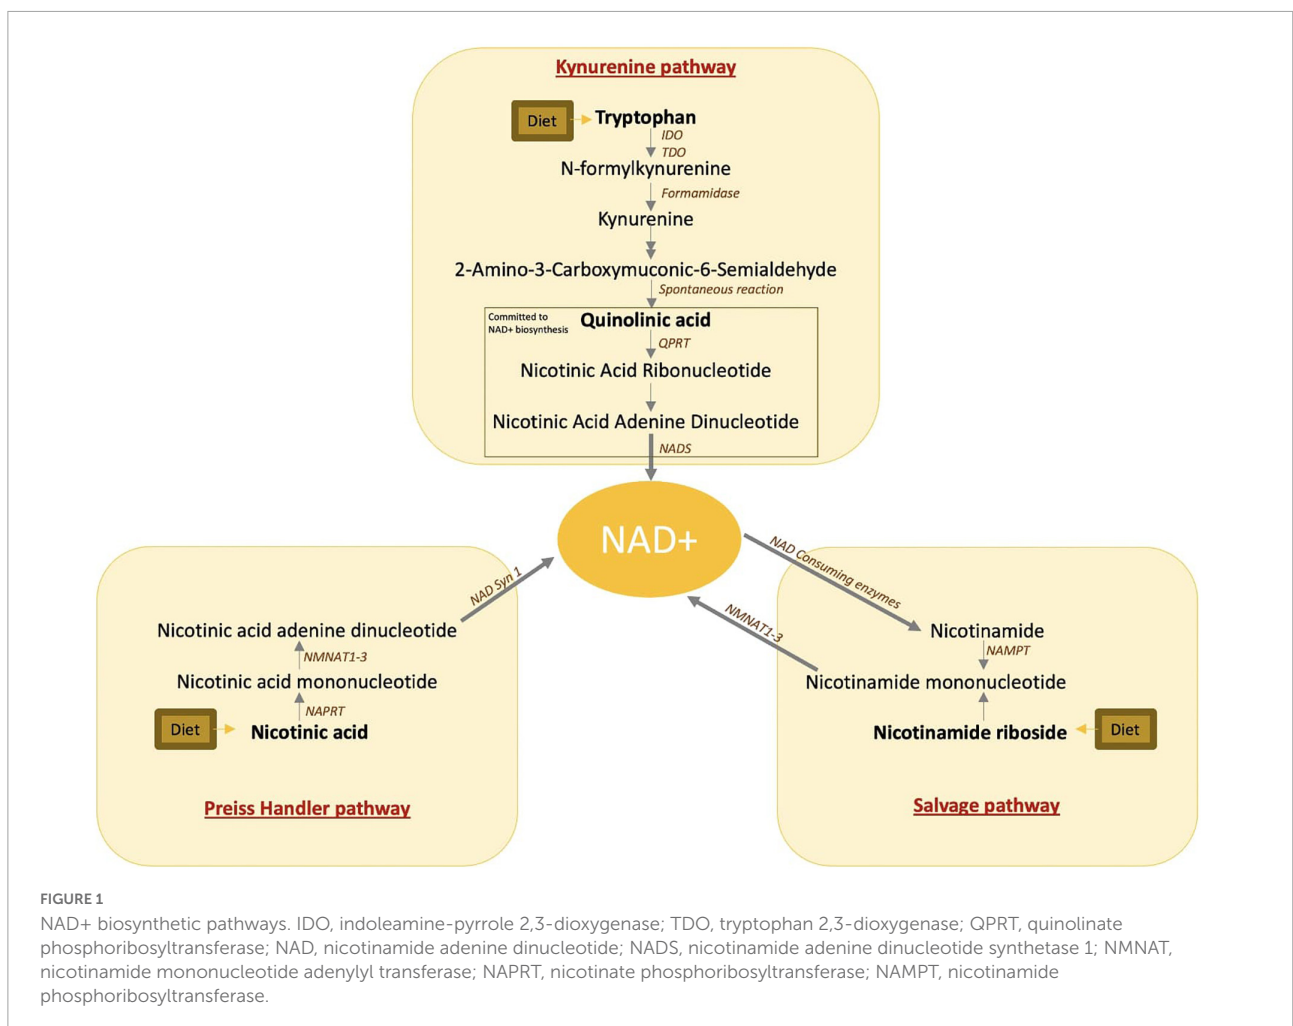 Kynurenine pathway
Diet
Tryptophan
IDO
TDO
N-formylkynurenine
Formamidase
Kynurenine
2-Amino-3-Carboxymuconic-6-Semialdehyde
Spontaneous reaction
Committed to
NAD+ biosynthesis
Quinolinic acid
QPRT
Nicotinic Acid Ribonucleotide
Nicotinic Acid Adenine Dinucleotide
NADS
NAD+
NAD Syn 1
Nicotinic acid adenine dinucleotide
NMNAT1-3
Nicotinic acid mononucleotide
NAPRT
Diet
Nicotinic acid
Preiss Handler pathway
NAD Consuming enzymes
NMNAT1-3
Nicotinamide
NAMPT
Nicotinamide mononucleotide
Nicotinamide riboside
Diet
Salvage pathway
FIGURE 1
NAD+ biosynthetic pathways. IDO, indoleamine-pyrrole 2,3-dioxygenase; TDO, tryptophan 2,3-dioxygenase; QPRT, quinolinate
phosphoribosyltransferase; NAD, nicotinamide adenine dinucleotide; NADS, nicotinamide adenine dinucleotide synthetase 1; NMNAT,
nicotinamide mononucleotide adenylyl transferase; NAPRT, nicotinate phosphoribosyltransferase; NAMPT, nicotinamide
phosphoribosyltransferase.